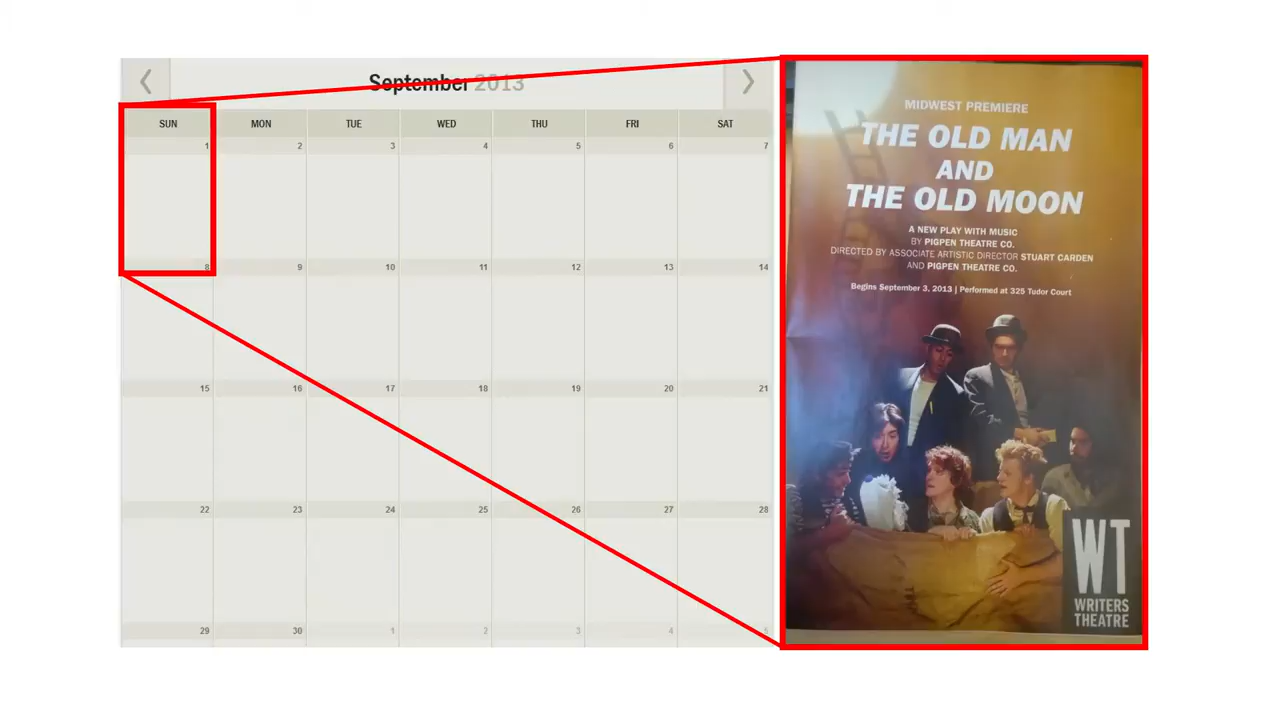 September 2013
SUN MON TUE WED THU FRI SAT
1 2 3 4 5 6 7
8 9 10 11 12 13 14
15 16 17 18 19 20 21
22 23 24 25 26 27 28
29 30 1 2 3 4 5
MIDWEST PREMIERE
THE OLD MAN
AND
THE OLD MOON
A NEW PLAY WITH MUSIC
BY PIGPEN THEATRE CO.
DIRECTED BY ASSOCIATE ARTISTIC DIRECTOR STUART CARDEN
AND PIGPEN THEATRE CO.
Begins September 3, 2013 | Performed at 325 Tudor Court
WT
WRITERS
THEATRE